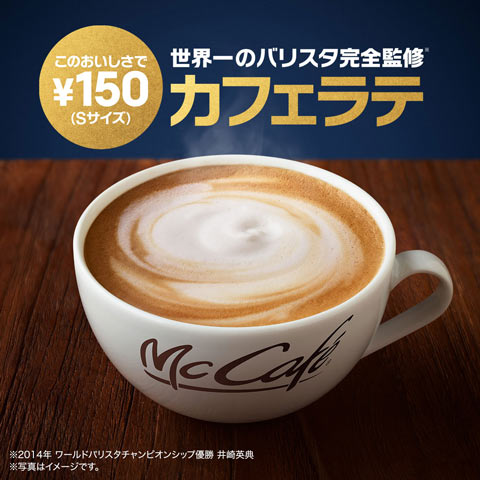 このおいしさで
¥150
(Sサイズ)
世界一のバリスタ完全監修※
カフェラテ
McCafé®
※2014年 ワールドバリスタチャンピオンシップ優勝 井崎英典
※写真はイメージです。